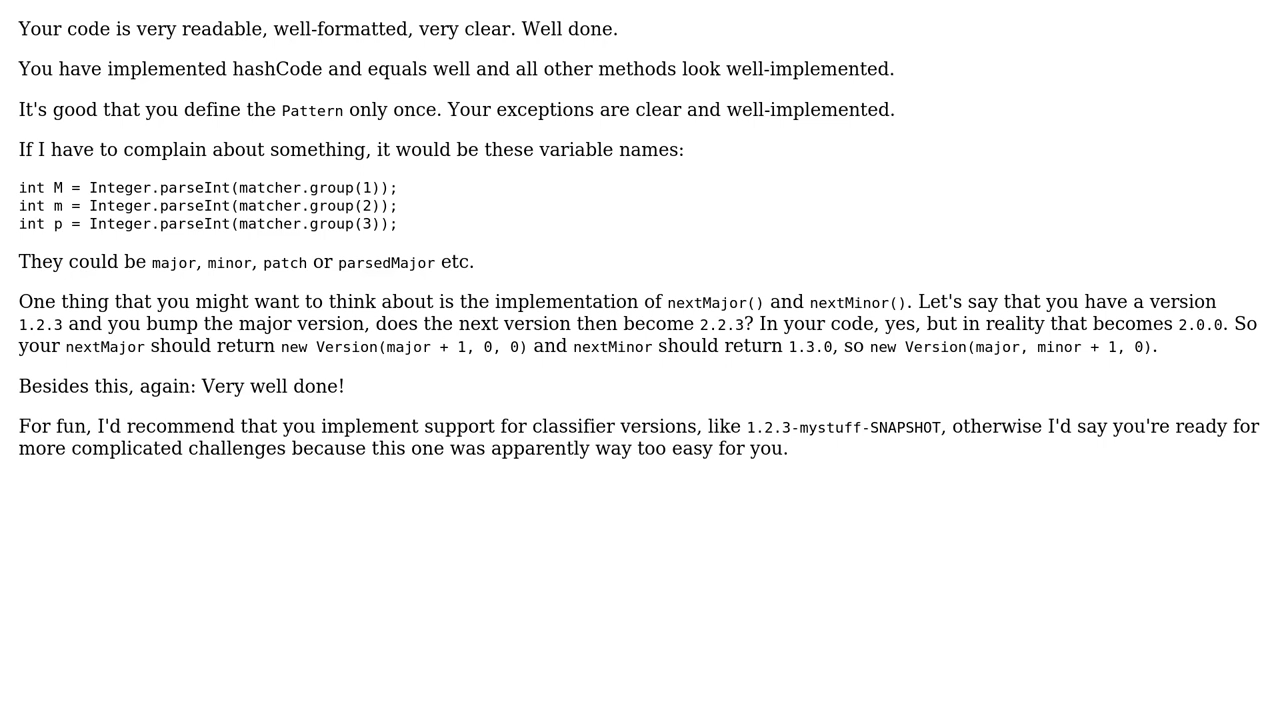 Your code is very readable, well-formatted, very clear. Well done.
You have implemented hashCode and equals well and all other methods look well-implemented.
It's good that you define the Pattern only once. Your exceptions are clear and well-implemented.
If I have to complain about something, it would be these variable names:
int M = Integer.parseInt(matcher.group(1));
int m = Integer.parseInt(matcher.group(2));
int p = Integer.parseInt(matcher.group(3));
They could be major, minor, patch or parsedMajor etc.
One thing that you might want to think about is the implementation of nextMajor() and nextMinor(). Let's say that you have a version
1.2.3 and you bump the major version, does the next version then become 2.2.3? In your code, yes, but in reality that becomes 2.0.0. So
your nextMajor should return new Version(major + 1, 0, 0) and nextMinor should return 1.3.0, so new Version(major, minor + 1, 0).
Besides this, again: Very well done!
For fun, I'd recommend that you implement support for classifier versions, like 1.2.3-mystuff-SNAPSHOT, otherwise I'd say you're ready for
more complicated challenges because this one was apparently way too easy for you.